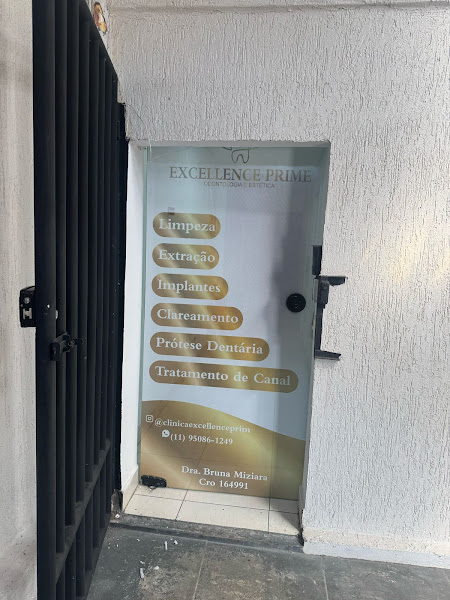 EXCELLENCE PRIME
ODONTOLOGIA E ESTÉTICA
Limpeza
Extração
Implantes
Clareamento
Prótese Dentária
Tratamento de Canal
@clinicaexcellenceprim
(11) 95086-1249
Dra. Bruna Miziara
Cro 164991